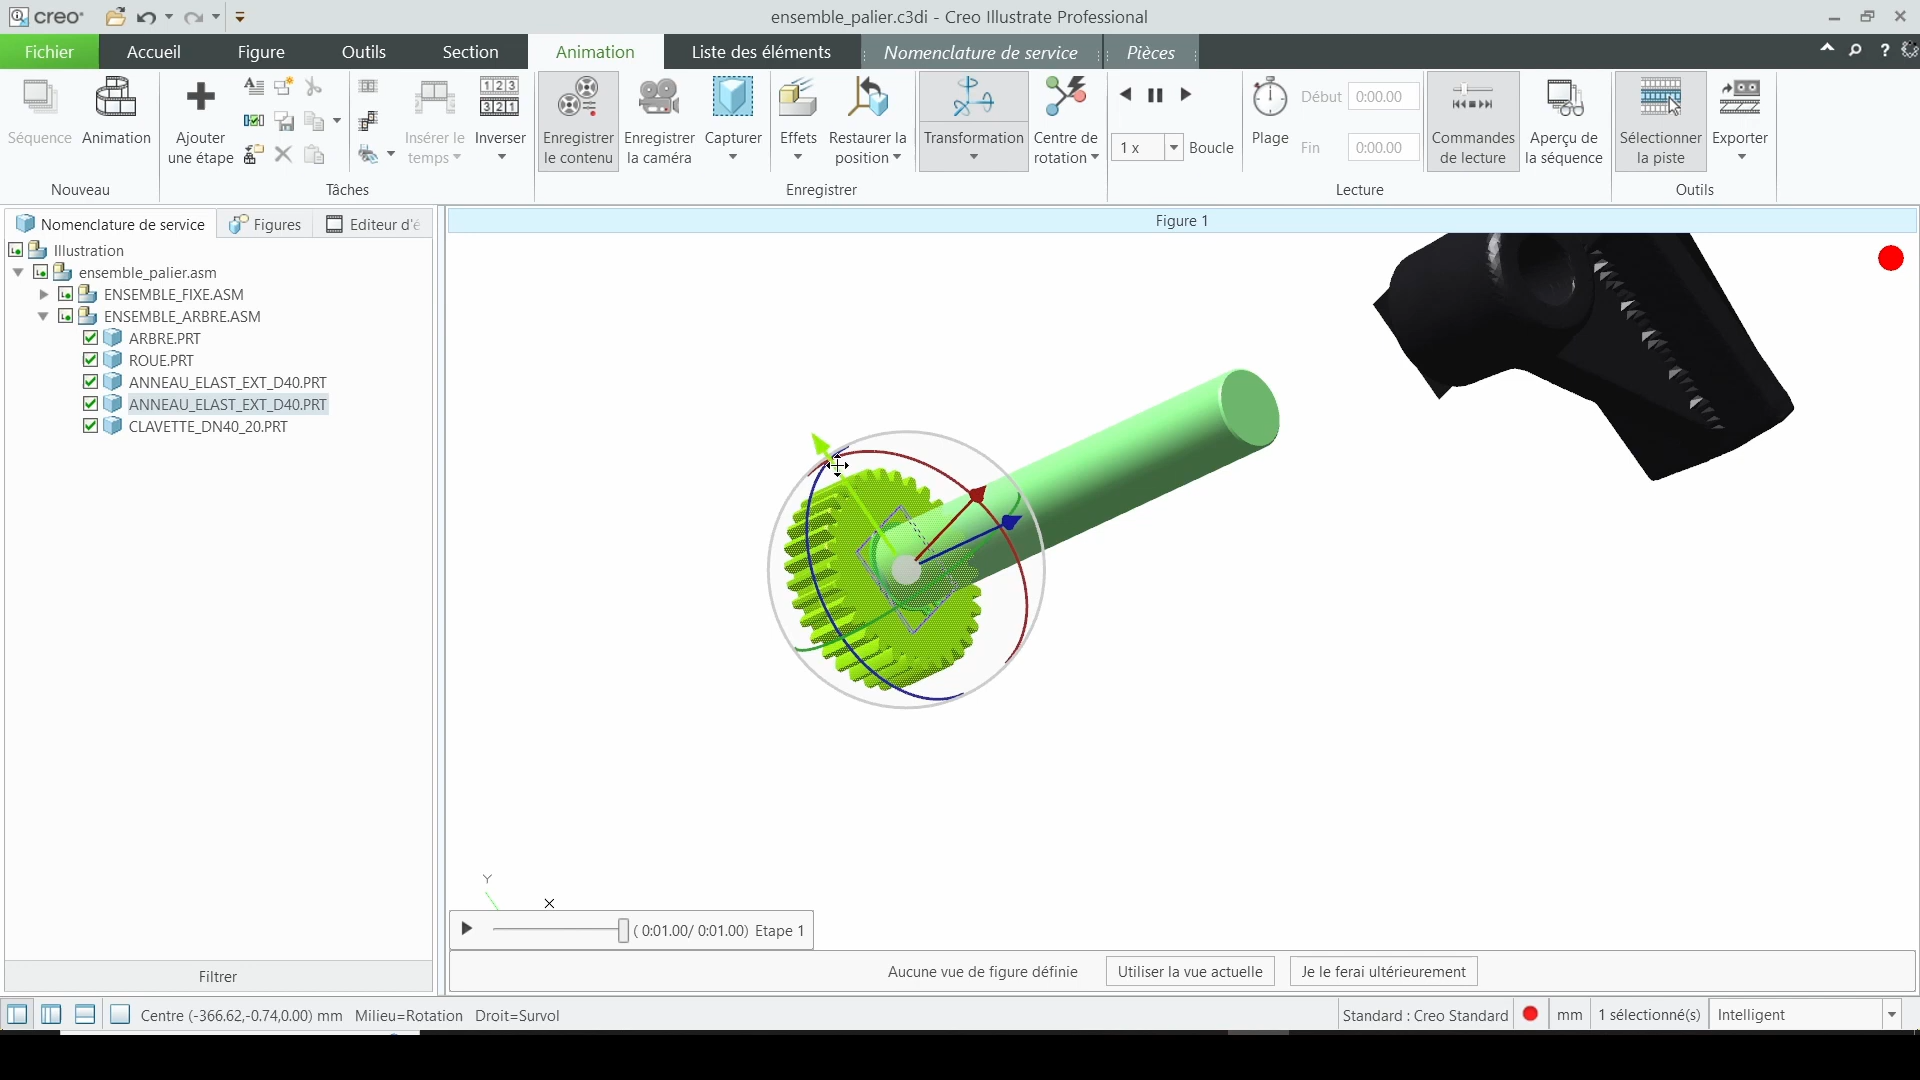 creo ensemble_palier.c3di - Creo Illustrate Professional
Fichier Accueil Figure Outils Section Animation Liste des éléments Nomenclature de service Pièces ?
Séquence Animation Ajouter une étape Insérer le temps Inverser Enregistrer le contenu Enregistrer la caméra Capturer Effets Restaurer la position Transformation Centre de rotation 1 x Boucle Plage Début 0:00.00 Fin 0:00.00 Commandes de lecture Aperçu de la séquence Sélectionner la piste Exporter
Nouveau Tâches Enregistrer Lecture Outils
Nomenclature de service Figures Editeur d'é
Figure 1
Illustration
ensemble_palier.asm
ENSEMBLE_FIXE.ASM
ENSEMBLE_ARBRE.ASM
ARBRE.PRT
ROUE.PRT
ANNEAU_ELAST_EXT_D40.PRT
ANNEAU_ELAST_EXT_D40.PRT
CLAVETTE_DN40_20.PRT
Y
X
( 0:01.00/ 0:01.00) Etape 1
Filtrer
Aucune vue de figure définie Utiliser la vue actuelle Je le ferai ultérieurement
Centre (-366.62,-0.74,0.00) mm Milieu=Rotation Droit=Survol Standard : Creo Standard mm 1 sélectionné(s) Intelligent